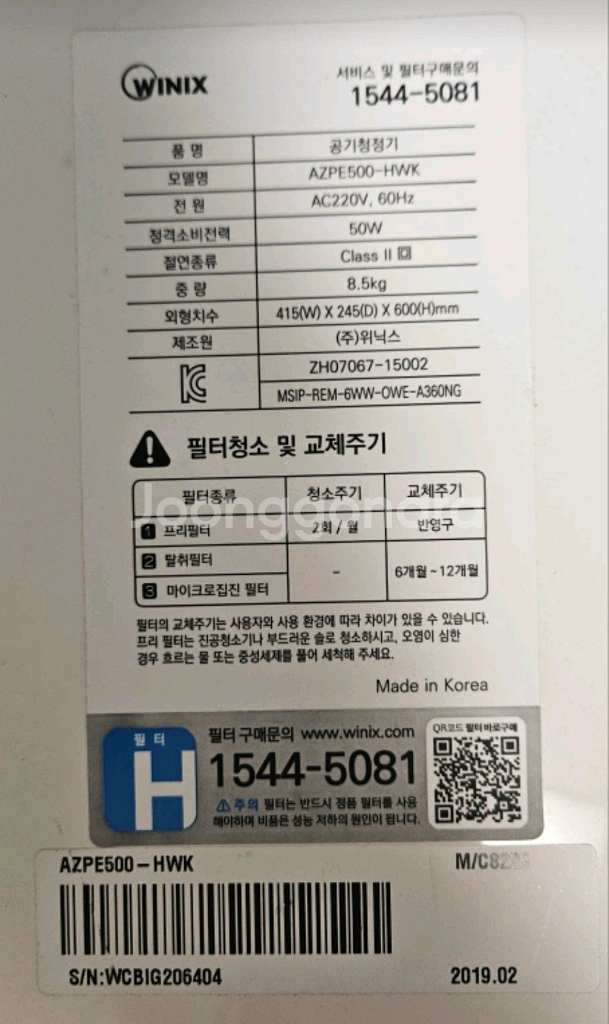 WINIX
서비스 및 필터구매문의
1544-5081
품 명 공기청정기
모델명 AZPE500-HWK
전 원 AC220V, 60Hz
정격소비전력 50W
절연종류 Class II
중 량 8.5kg
외형치수 415(W) X 245(D) X 600(H)mm
제조원 (주)위닉스
ZH07067-15002
MSIP-REM-6WW-OWE-A360NG
필터청소 및 교체주기
필터종류 청소주기 교체주기
1 프리필터 2회 / 월 반영구
2 탈취필터
3 마이크로집진 필터 - 6개월 ~ 12개월
Joonggonara
필터의 교체주기는 사용자와 사용 환경에 따라 차이가 있을 수 있습니다.
프리 필터는 진공청소기나 부드러운 솔로 청소하시고, 오염이 심한
경우 흐르는 물 또는 중성세제를 풀어 세척해 주세요.
Made in Korea
필 터
H
필터 구매문의 www.winix.com
1544-5081
주의 필터는 반드시 정품 필터를 사용
해야하며 비품은 성능 저하의 원인이 됩니다.
QR코드 필터 바로구매
AZPE500-HWK
S/N:WCBIG206404 2019.02